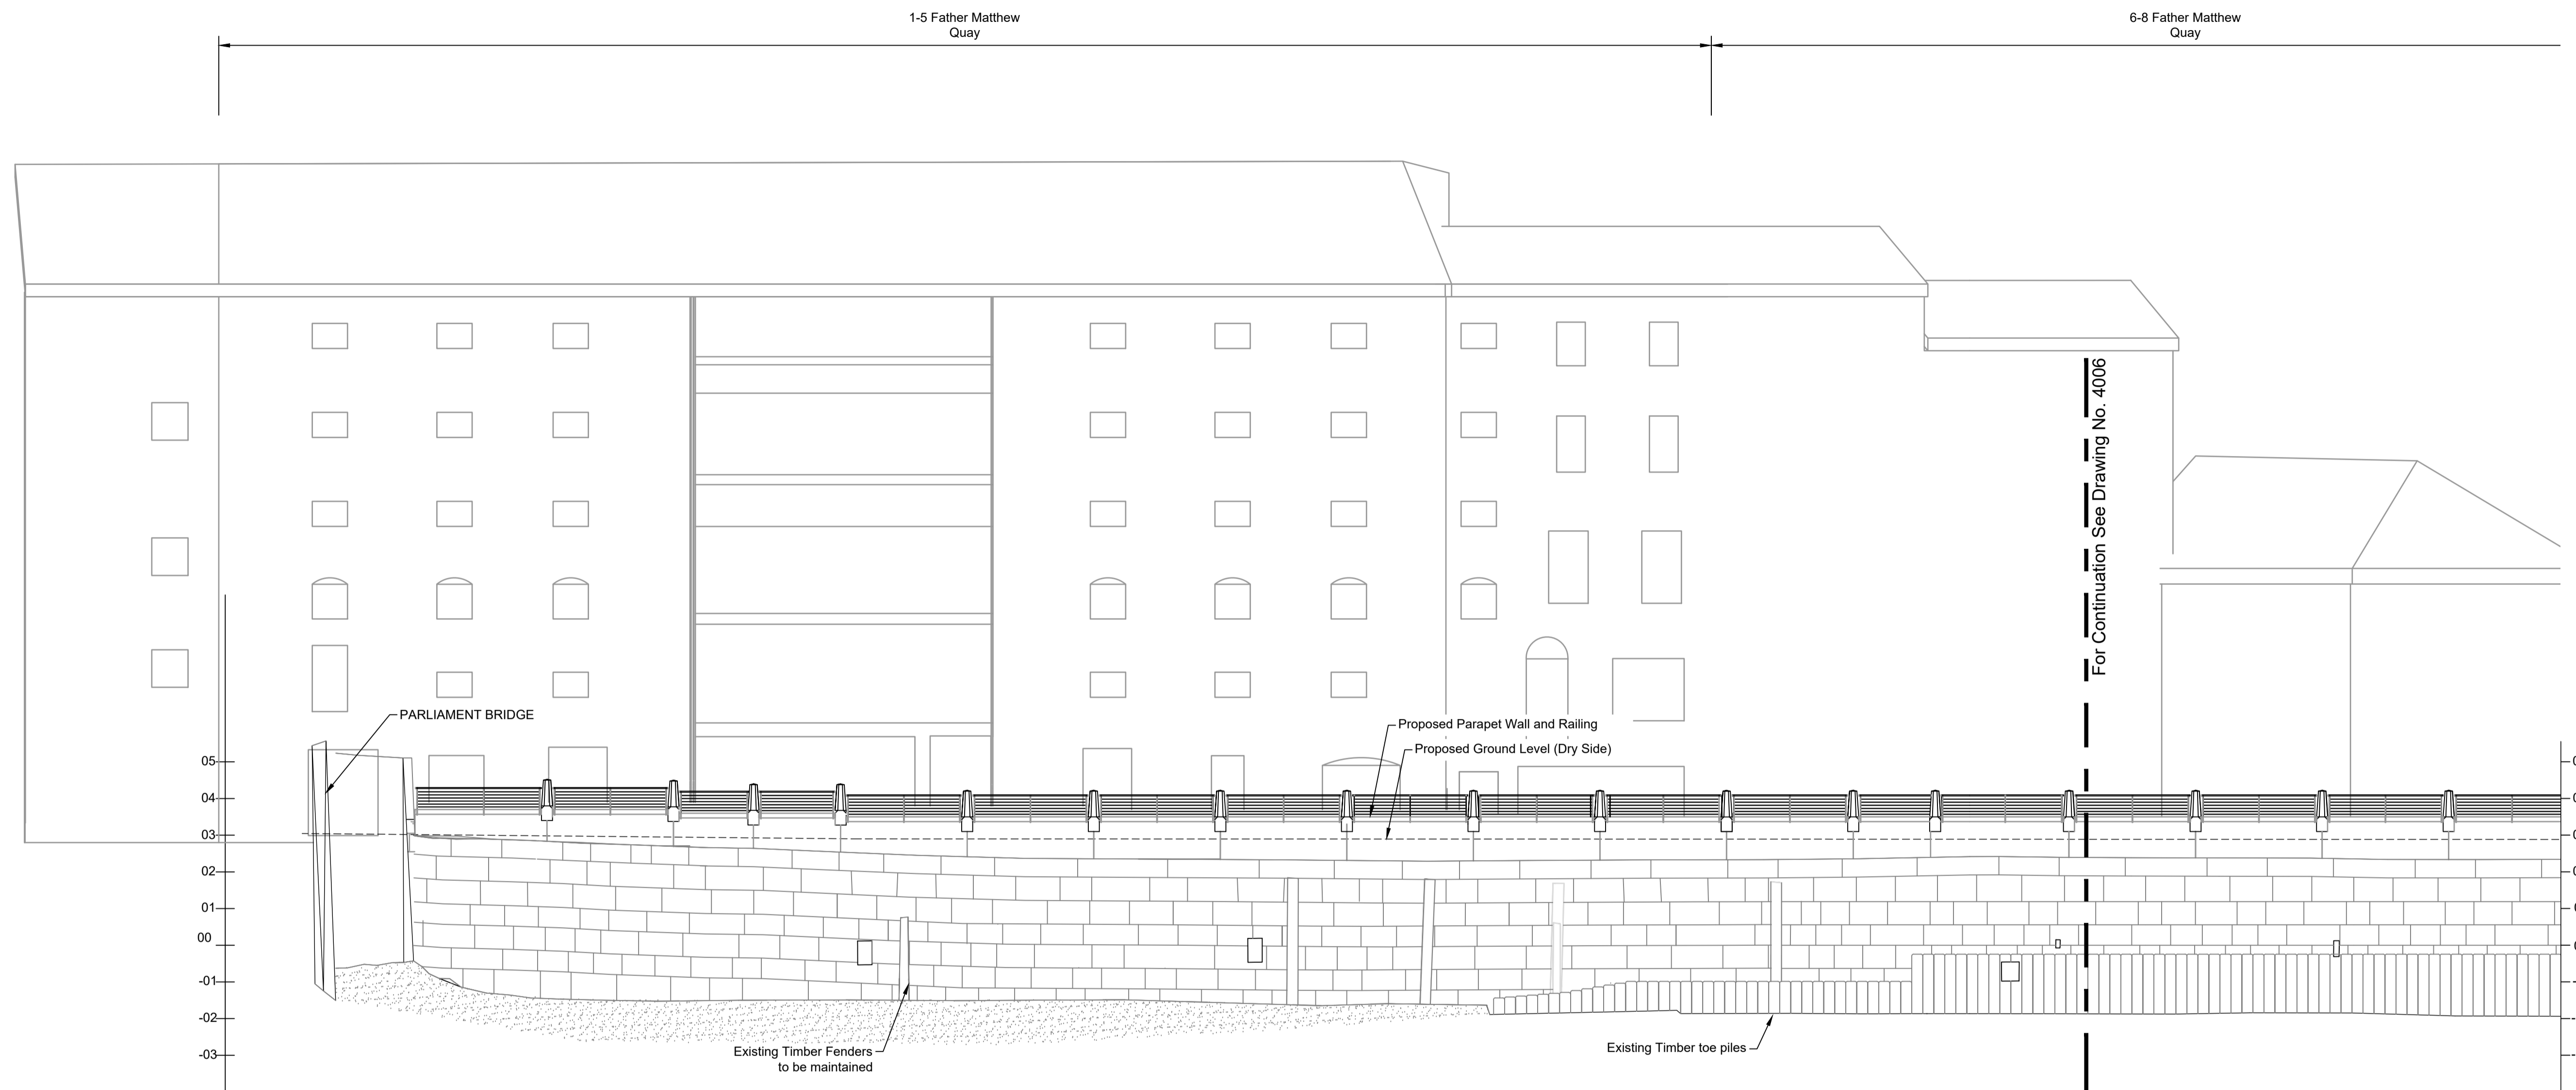 1-5 Father Matthew
Quay
6-8 Father Matthew
Quay
For Continuation See Drawing No. 4006
PARLIAMENT BRIDGE
Proposed Parapet Wall and Railing
Proposed Ground Level (Dry Side)
05
04
03
02
01
00
-01
-02
-03
Existing Timber Fenders
to be maintained
Existing Timber toe piles